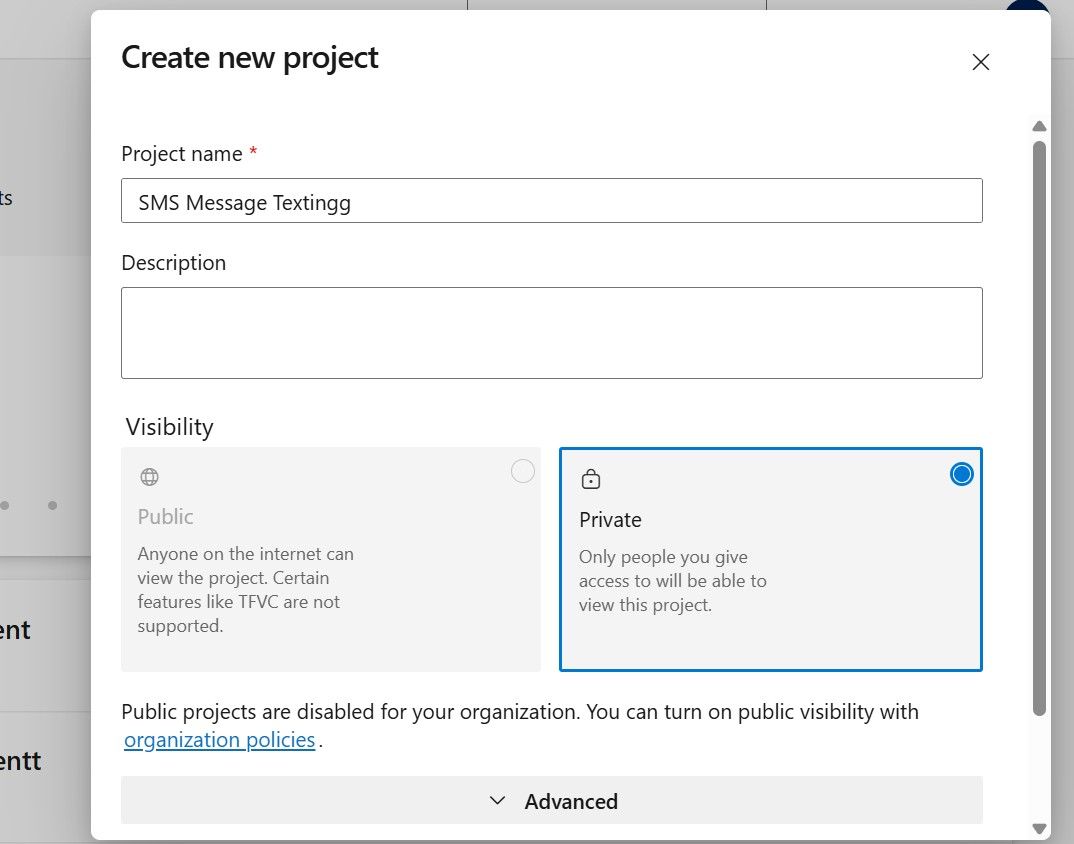 Create new project
Project name *
ts
SMS Message Textingg
Description
Visibility
Public
Anyone on the internet can
view the project. Certain
features like TFVC are not
supported.
Private
Only people you give
access to will be able to
view this project.
ent
Public projects are disabled for your organization. You can turn on public visibility with
organization policies.
entt
Advanced